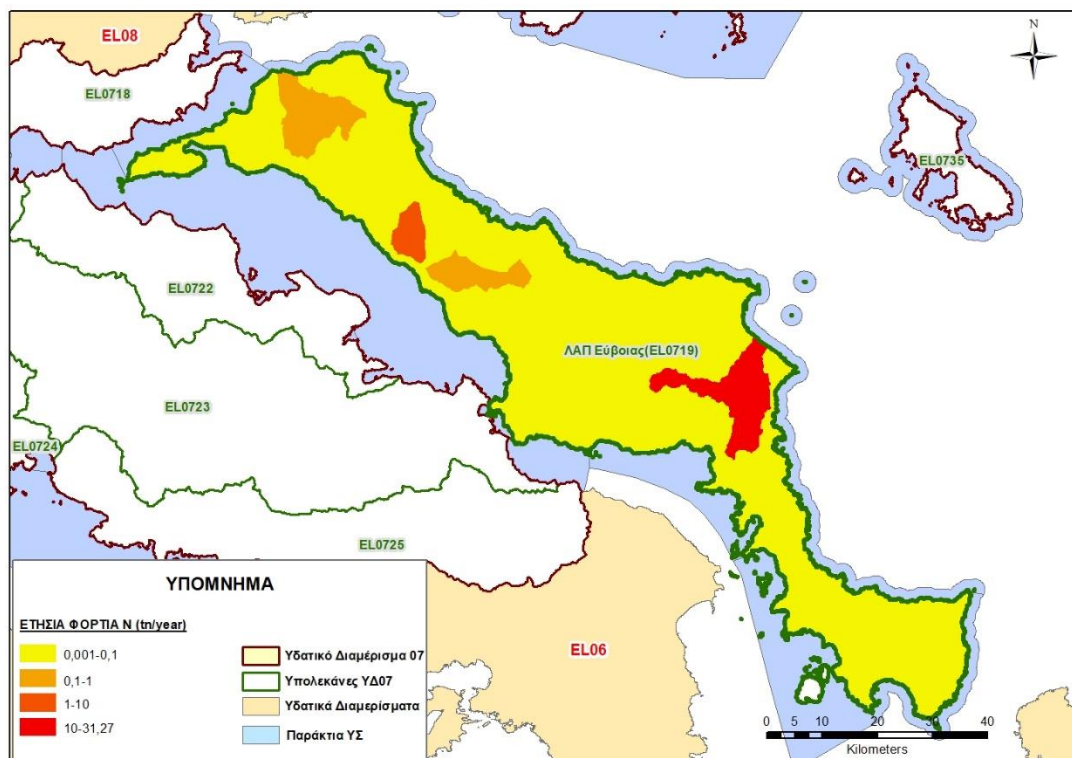 EL08
N
EL0718
EL0735
EL0722
ΛΑΠ Εύβοιας(EL0719)
EL0723
EL0724
EL0725
EL06
ΥΠΟΜΝΗΜΑ
ΕΤΗΣΙΑ ΦΟΡΤΙΑ Ν (tn/year)
0,001-0,1
0,1-1
1-10
10-31,27
Υδατικό Διαμέρισμα 07
Υπολεκάνες ΥΔ07
Υδατικά Διαμερίσματα
Παράκτια ΥΣ
0 5 10 20 30 40
Kilometers